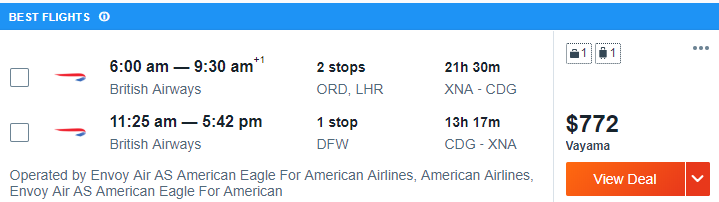 BEST FLIGHTS
6:00 am — 9:30 am+1
2 stops
21h 30m
British Airways
ORD, LHR
XNA - CDG
11:25 am — 5:42 pm
1 stop
13h 17m
British Airways
DFW
CDG - XNA
Operated by Envoy Air AS American Eagle For American Airlines, American Airlines,
Envoy Air AS American Eagle For American
1 1
$772
Vayama
View Deal